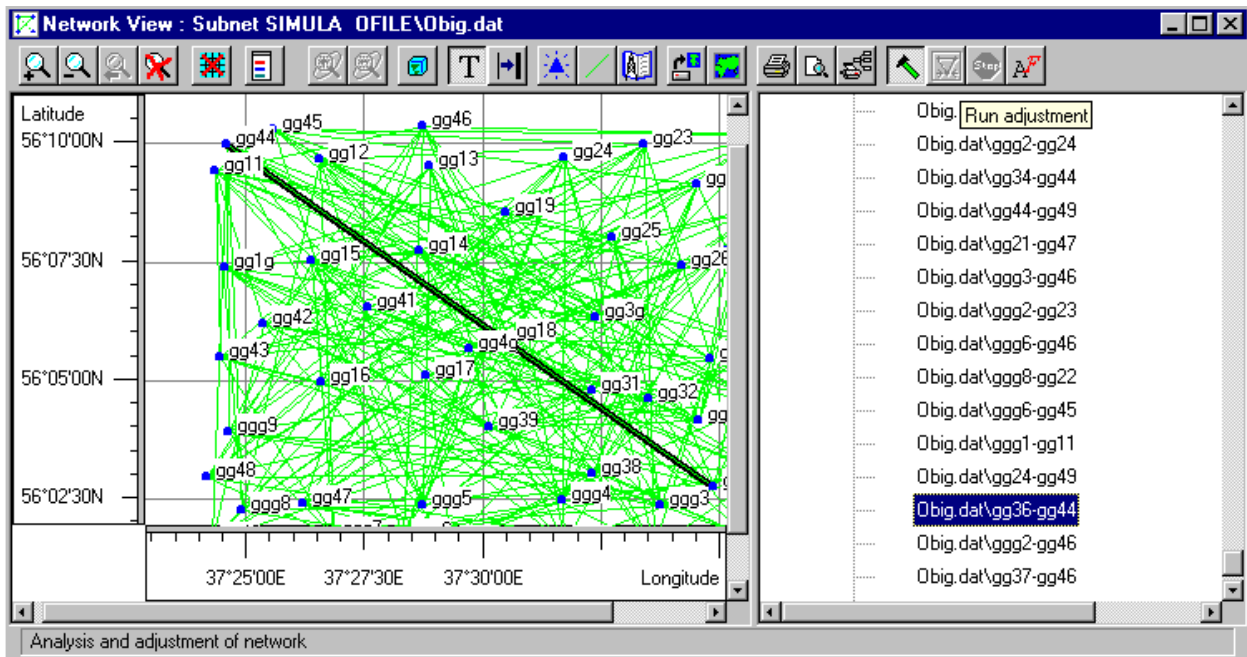 Network View : Subnet SIMULA OFILE\Obig.dat
T
Stop
AF
Latitude
56°10'00N
56°07'30N
56°05'00N
56°02'30N
gg45
gg46
gg44
gg12
gg23
gg11
gg13
gg24
gg
gg19
gg25
gg14
gg1g
gg15
gg26
gg41
gg3g
gg42
gg18
gg4g
gg43
gg16
gg17
gg31
gg32
gg
ggg9
gg39
gg48
gg38
ggg8
gg47
ggg5
ggg4
ggg3
37°25'00E
37°27'30E
37°30'00E
Longitude
Obig.
Run adjustment
Obig.dat\ggg2-gg24
Obig.dat\gg34-gg44
Obig.dat\gg44-gg49
Obig.dat\gg21-gg47
Obig.dat\ggg3-gg46
Obig.dat\ggg2-gg23
Obig.dat\ggg6-gg46
Obig.dat\ggg8-gg22
Obig.dat\ggg6-gg45
Obig.dat\ggg1-gg11
Obig.dat\gg24-gg49
Obig.dat\gg36-gg44
Obig.dat\ggg2-gg46
Obig.dat\gg37-gg46
Analysis and adjustment of network